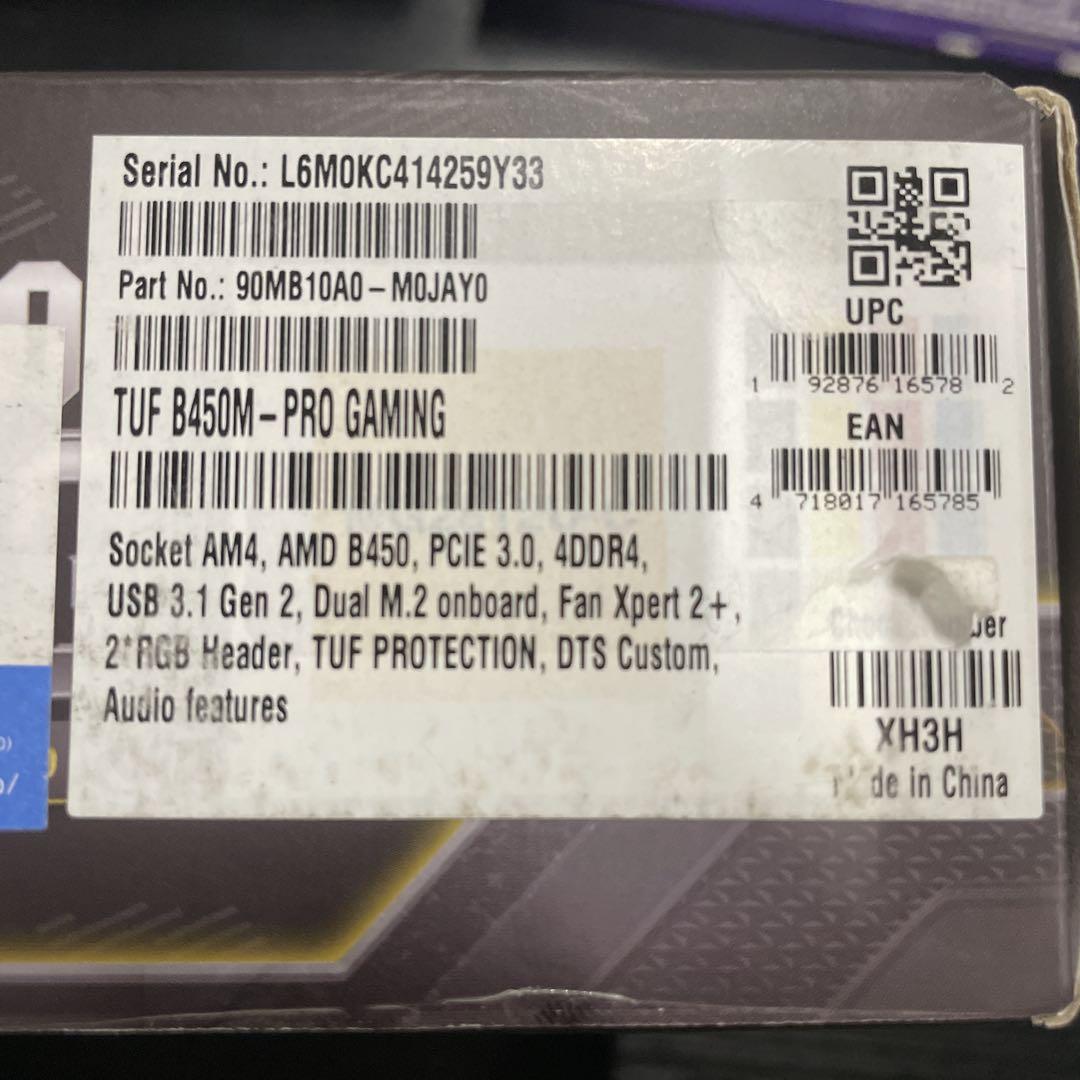 Serial No.: L6M0KC414259Y33
Part No.: 90MB10A0-M0JAY0
TUF B450M-PRO GAMING
Socket AM4, AMD B450, PCIE 3.0, 4DDR4,
USB 3.1 Gen 2, Dual M.2 onboard, Fan Xpert 2+,
2*RGB Header, TUF PROTECTION, DTS Custom,
Audio features
UPC
1 92876 16578 2
EAN
4 718017 165785
XH3H
in China